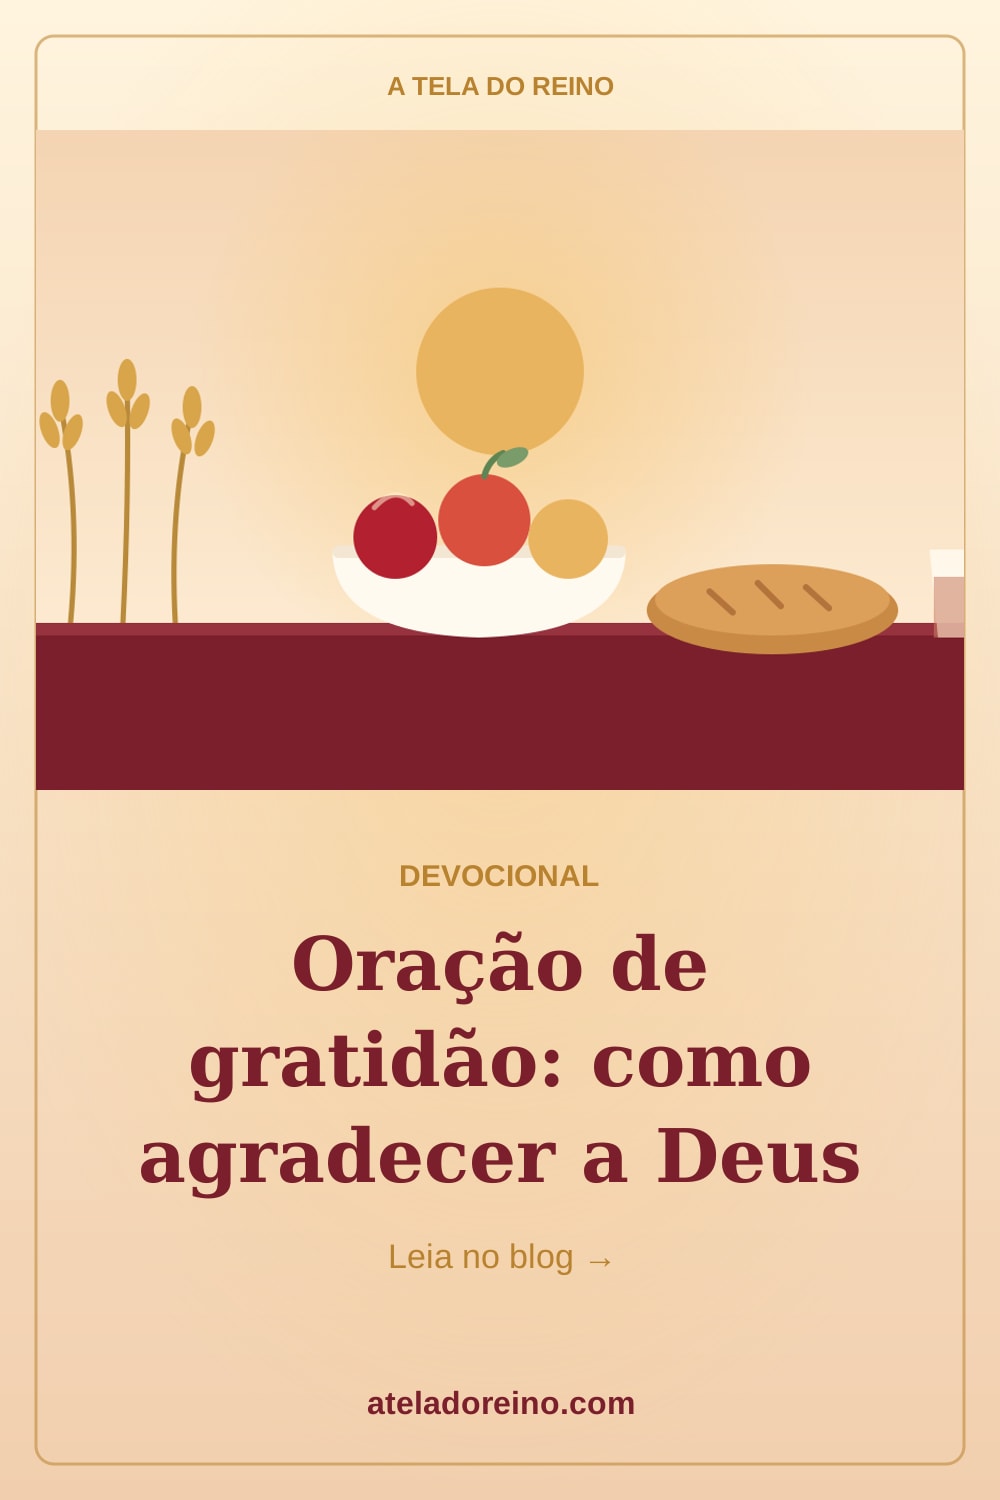 A TELA DO REINO
DEVOCIONAL
Oração de
gratidão: como
agradecer a Deus
Leia no blog →
ateladoreino.com